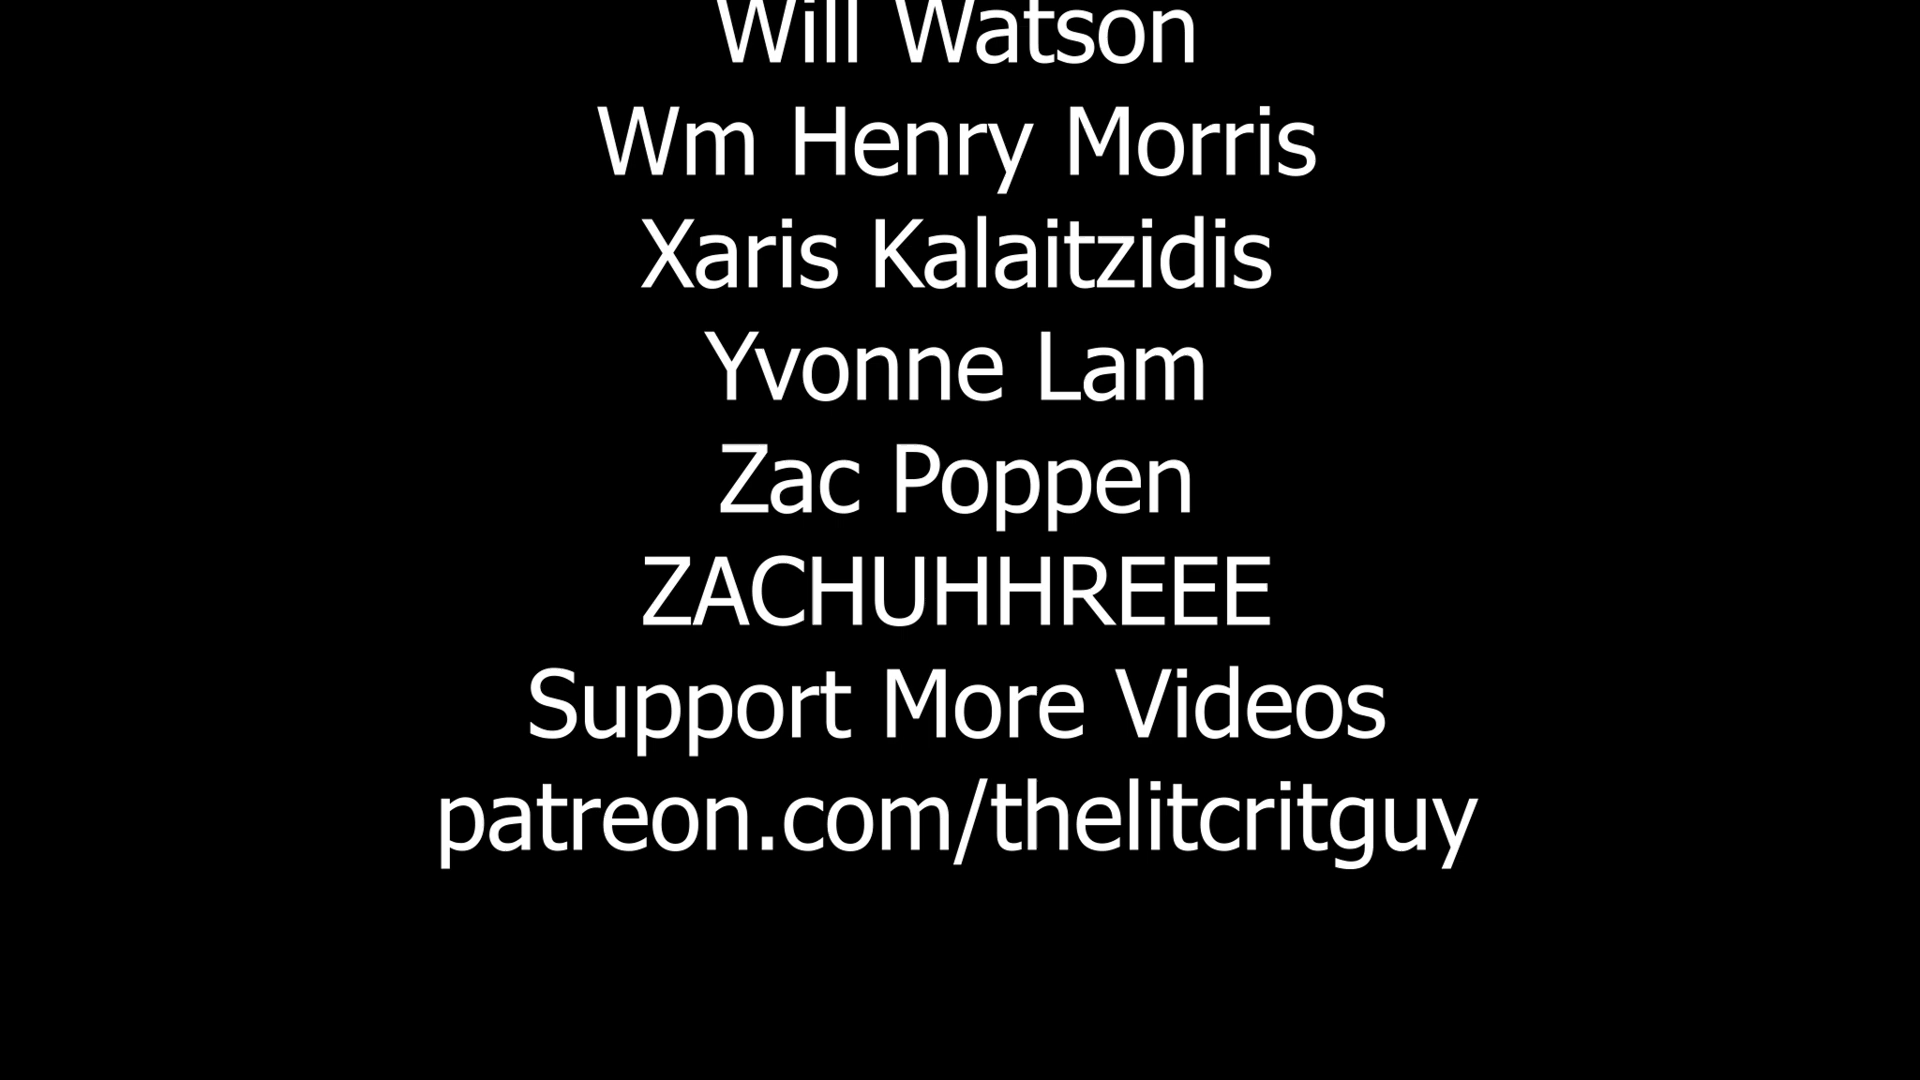 Will Watson
Wm Henry Morris
Xaris Kalaitzidis
Yvonne Lam
Zac Poppen
ZACHUHHREEE
Support More Videos
patreon.com/thelitcritguy